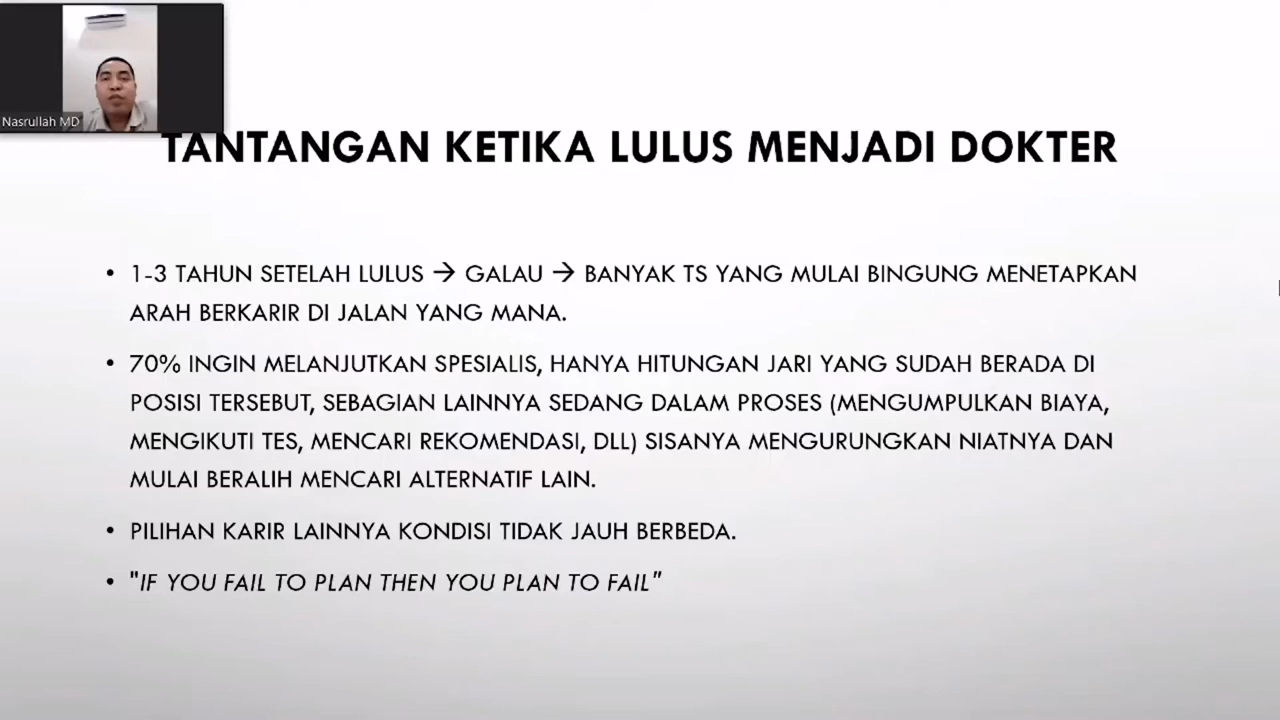 Nasrullah MD
TANTANGAN KETIKA LULUS MENJADI DOKTER
• 1-3 TAHUN SETELAH LULUS → GALAU → BANYAK TS YANG MULAI BINGUNG MENETAPKAN
ARAH BERKARIR DI JALAN YANG MANA.
• 70% INGIN MELANJUTKAN SPESIALIS, HANYA HITUNGAN JARI YANG SUDAH BERADA DI
POSISI TERSEBUT, SEBAGIAN LAINNYA SEDANG DALAM PROSES (MENGUMPULKAN BIAYA,
MENGIKUTI TES, MENCARI REKOMENDASI, DLL) SISANYA MENGURUNGKAN NIATNYA DAN
MULAI BERALIH MENCARI ALTERNATIF LAIN.
• PILIHAN KARIR LAINNYA KONDISI TIDAK JAUH BERBEDA.
• "IF YOU FAIL TO PLAN THEN YOU PLAN TO FAIL"